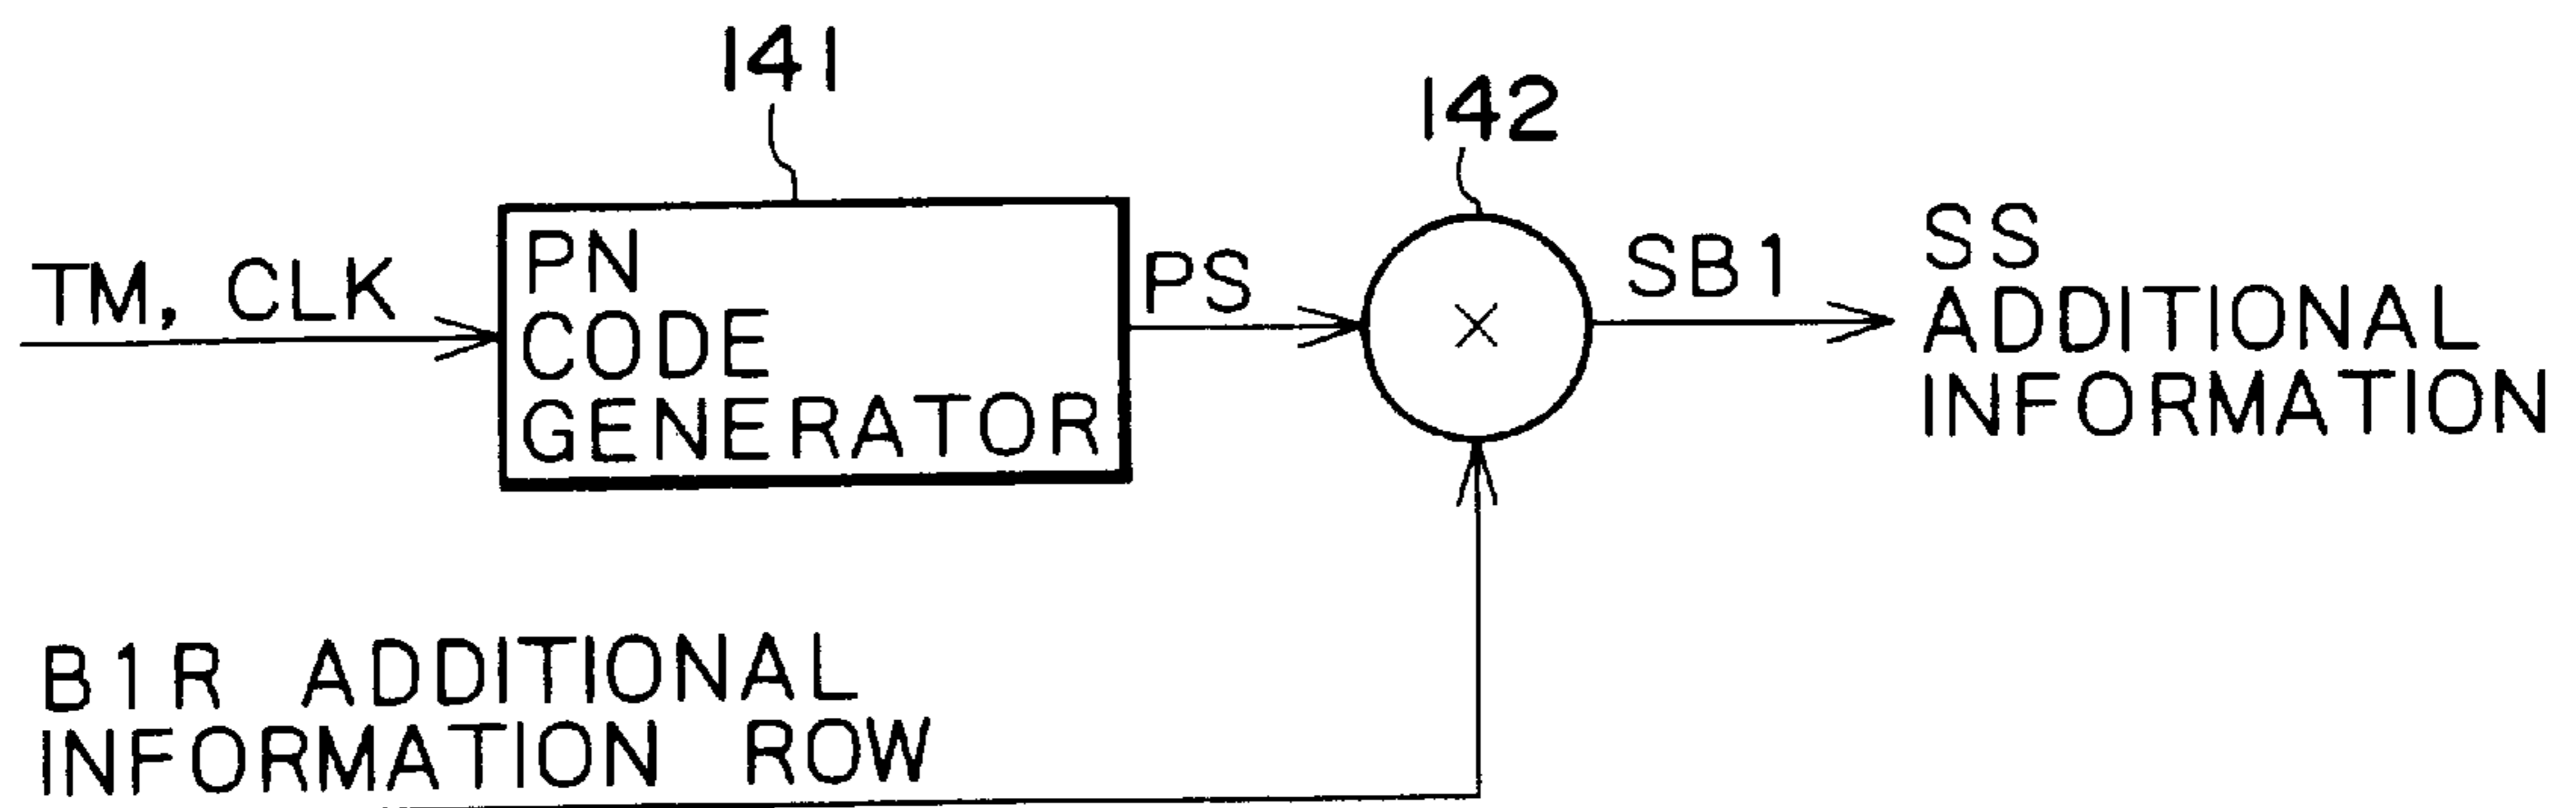 141
142
TM, CLK
PN
CODE
GENERATOR
PS
×
SB1
SS
ADDITIONAL
INFORMATION
B1R ADDITIONAL
INFORMATION ROW